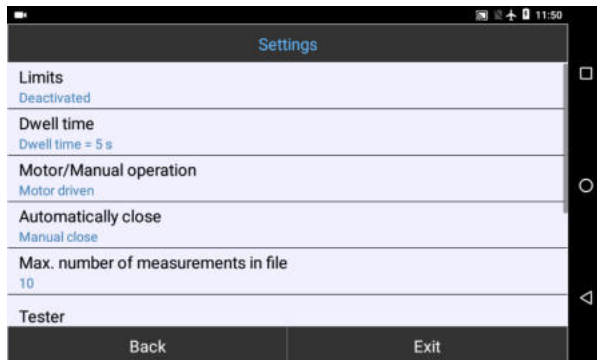 11:50
Settings
Limits
Deactivated
Dwell time
Dwell time = 5 s
Motor/Manual operation
Motor driven
Automatically close
Manual close
Max. number of measurements in file
10
Tester
Back Exit